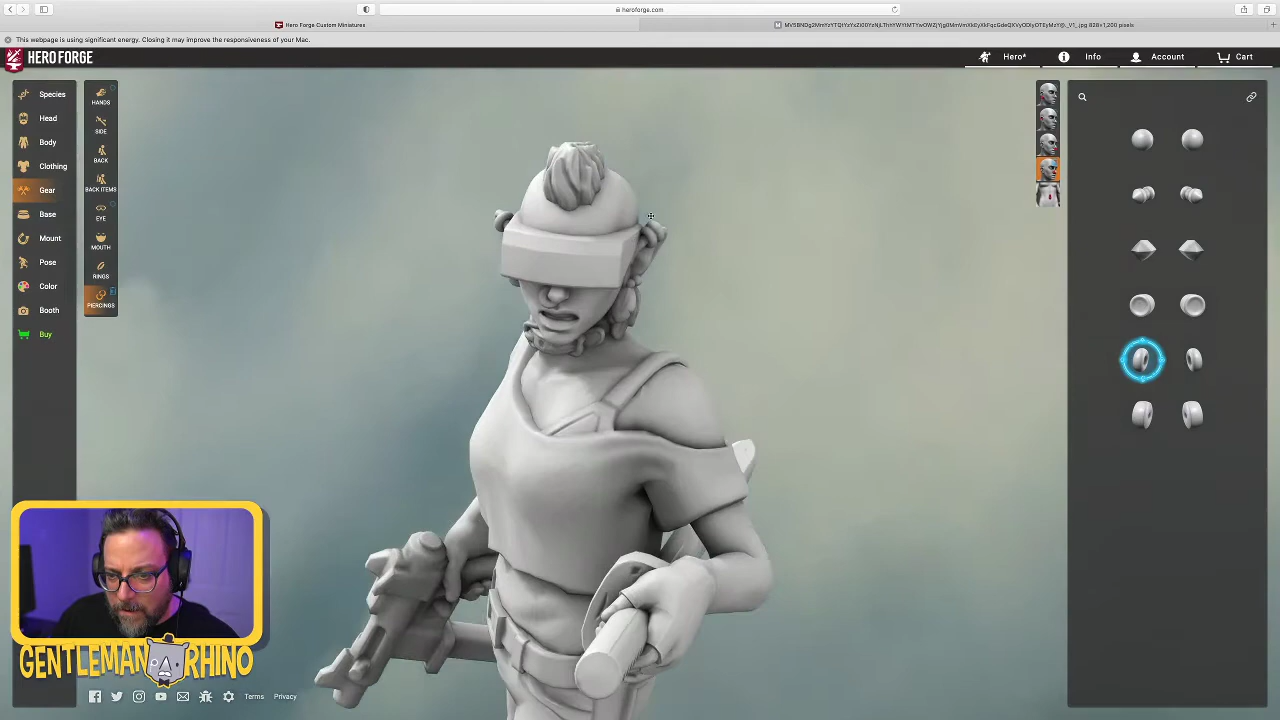 heroforge.com
Hero Forge Custom Miniatures
This webpage is using significant energy. Closing it may improve the responsiveness of your Mac.
HERO FORGE
Hero*
Info
Account
Cart
Species
Head
Body
Clothing
Gear
Base
Mount
Pose
Color
Booth
Buy
HANDS
SIDE
BACK
BACK ITEMS
EYE
MOUTH
RINGS
PIERCINGS
GENTLEMAN RHINO
Terms
Privacy